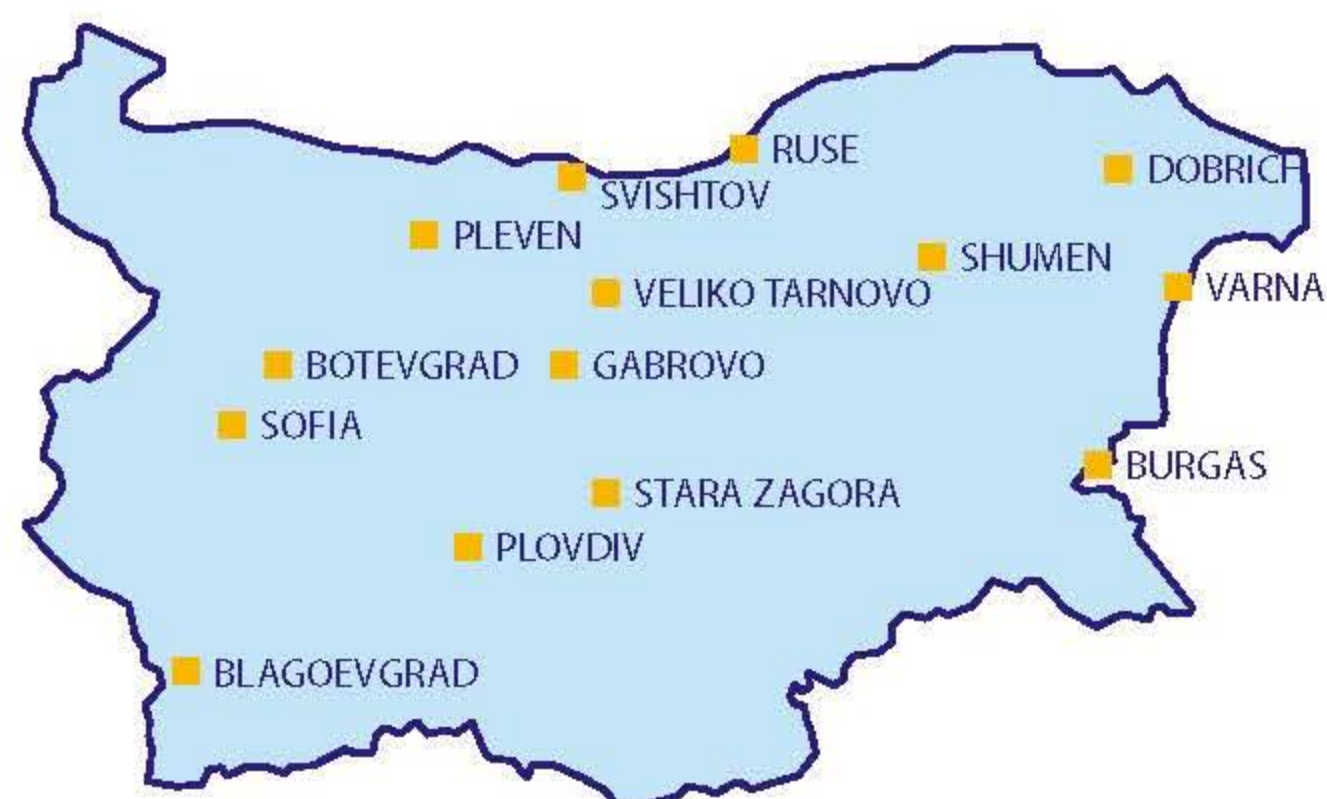 RUSE
DOBRICH
SVISHTOV
PLEVEN
SHUMEN
VELIKO TARNOVO
VARNA
BOTEVGRAD
GABROVO
SOFIA
BURGAS
STARA ZAGORA
PLOVDIV
BLAGOEVGRAD